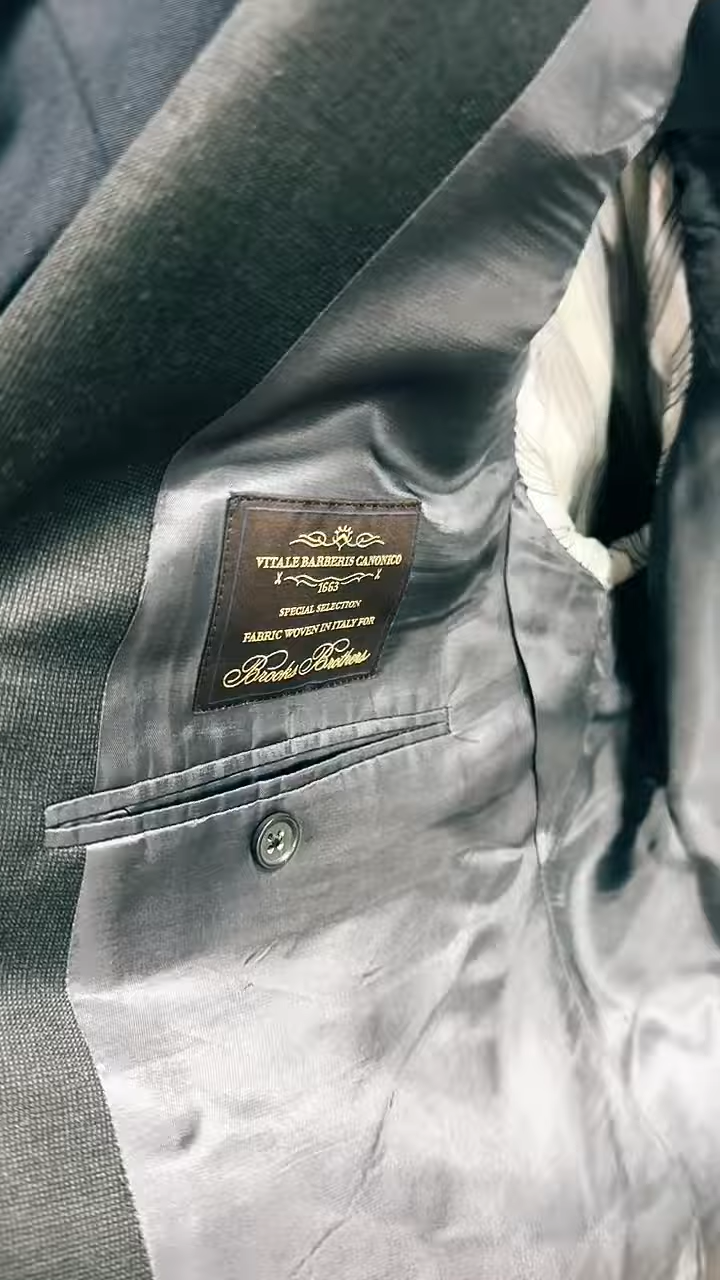 VITALE BARBERIS CANONICO
1663
SPECIAL SELECTION
FABRIC WOVEN IN ITALY FOR
Brooks Brothers